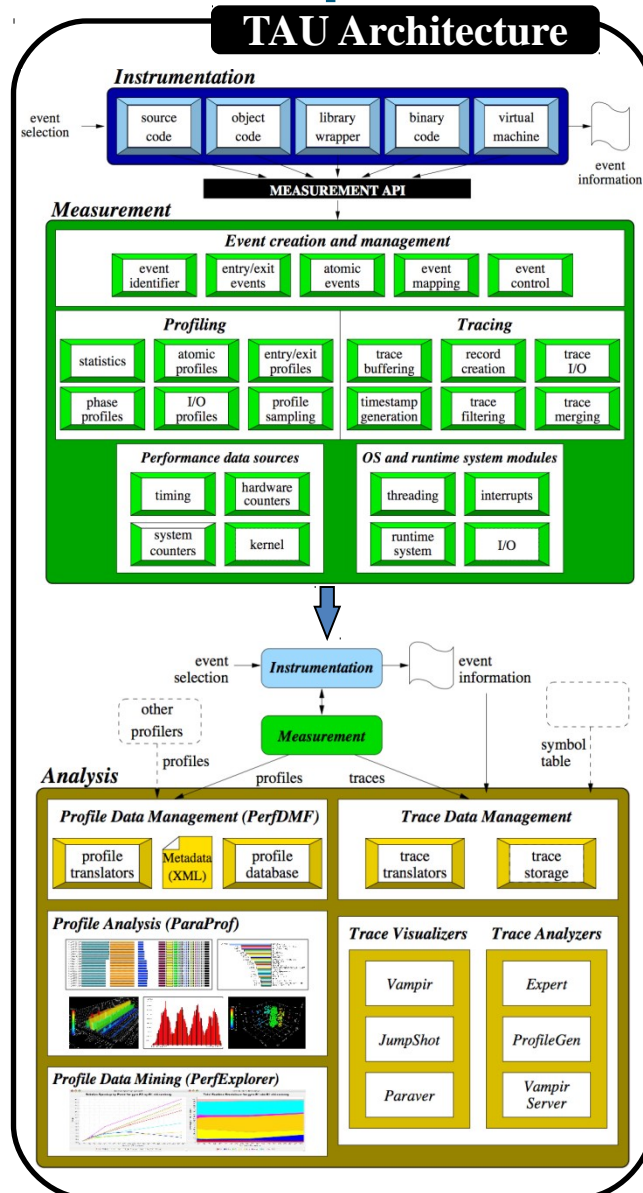 TAU Architecture
Instrumentation
event
selection
source
code
object
code
library
wrapper
binary
code
virtual
machine
event
information
MEASUREMENT API
Measurement
Event creation and management
event
identifier
entry/exit
events
atomic
events
event
mapping
event
control
Profiling
statistics
atomic
profiles
entry/exit
profiles
phase
profiles
I/O
profiles
profile
sampling
Tracing
trace
buffering
record
creation
trace
I/O
timestamp
generation
trace
filtering
trace
merging
Performance data sources
timing
hardware
counters
system
counters
kernel
OS and runtime system modules
threading
interrupts
runtime
system
I/O
event
selection
Instrumentation
event
information
other
profilers
Measurement
symbol
table
profiles
profiles
traces
Analysis
Profile Data Management (PerfDMF)
profile
translators
Metadata
(XML)
profile
database
Trace Data Management
trace
translators
trace
storage
Profile Analysis (ParaProf)
Trace Visualizers
Vampir
JumpShot
Paraver
Trace Analyzers
Expert
ProfileGen
Vampir
Server
Profile Data Mining (PerfExplorer)